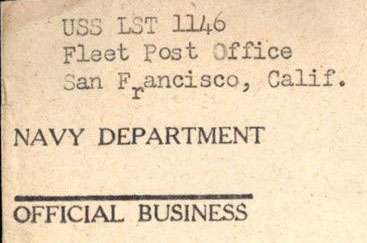 USS LST 1146
Fleet Post Office
San Francisco, Calif.
NAVY DEPARTMENT
OFFICIAL BUSINESS